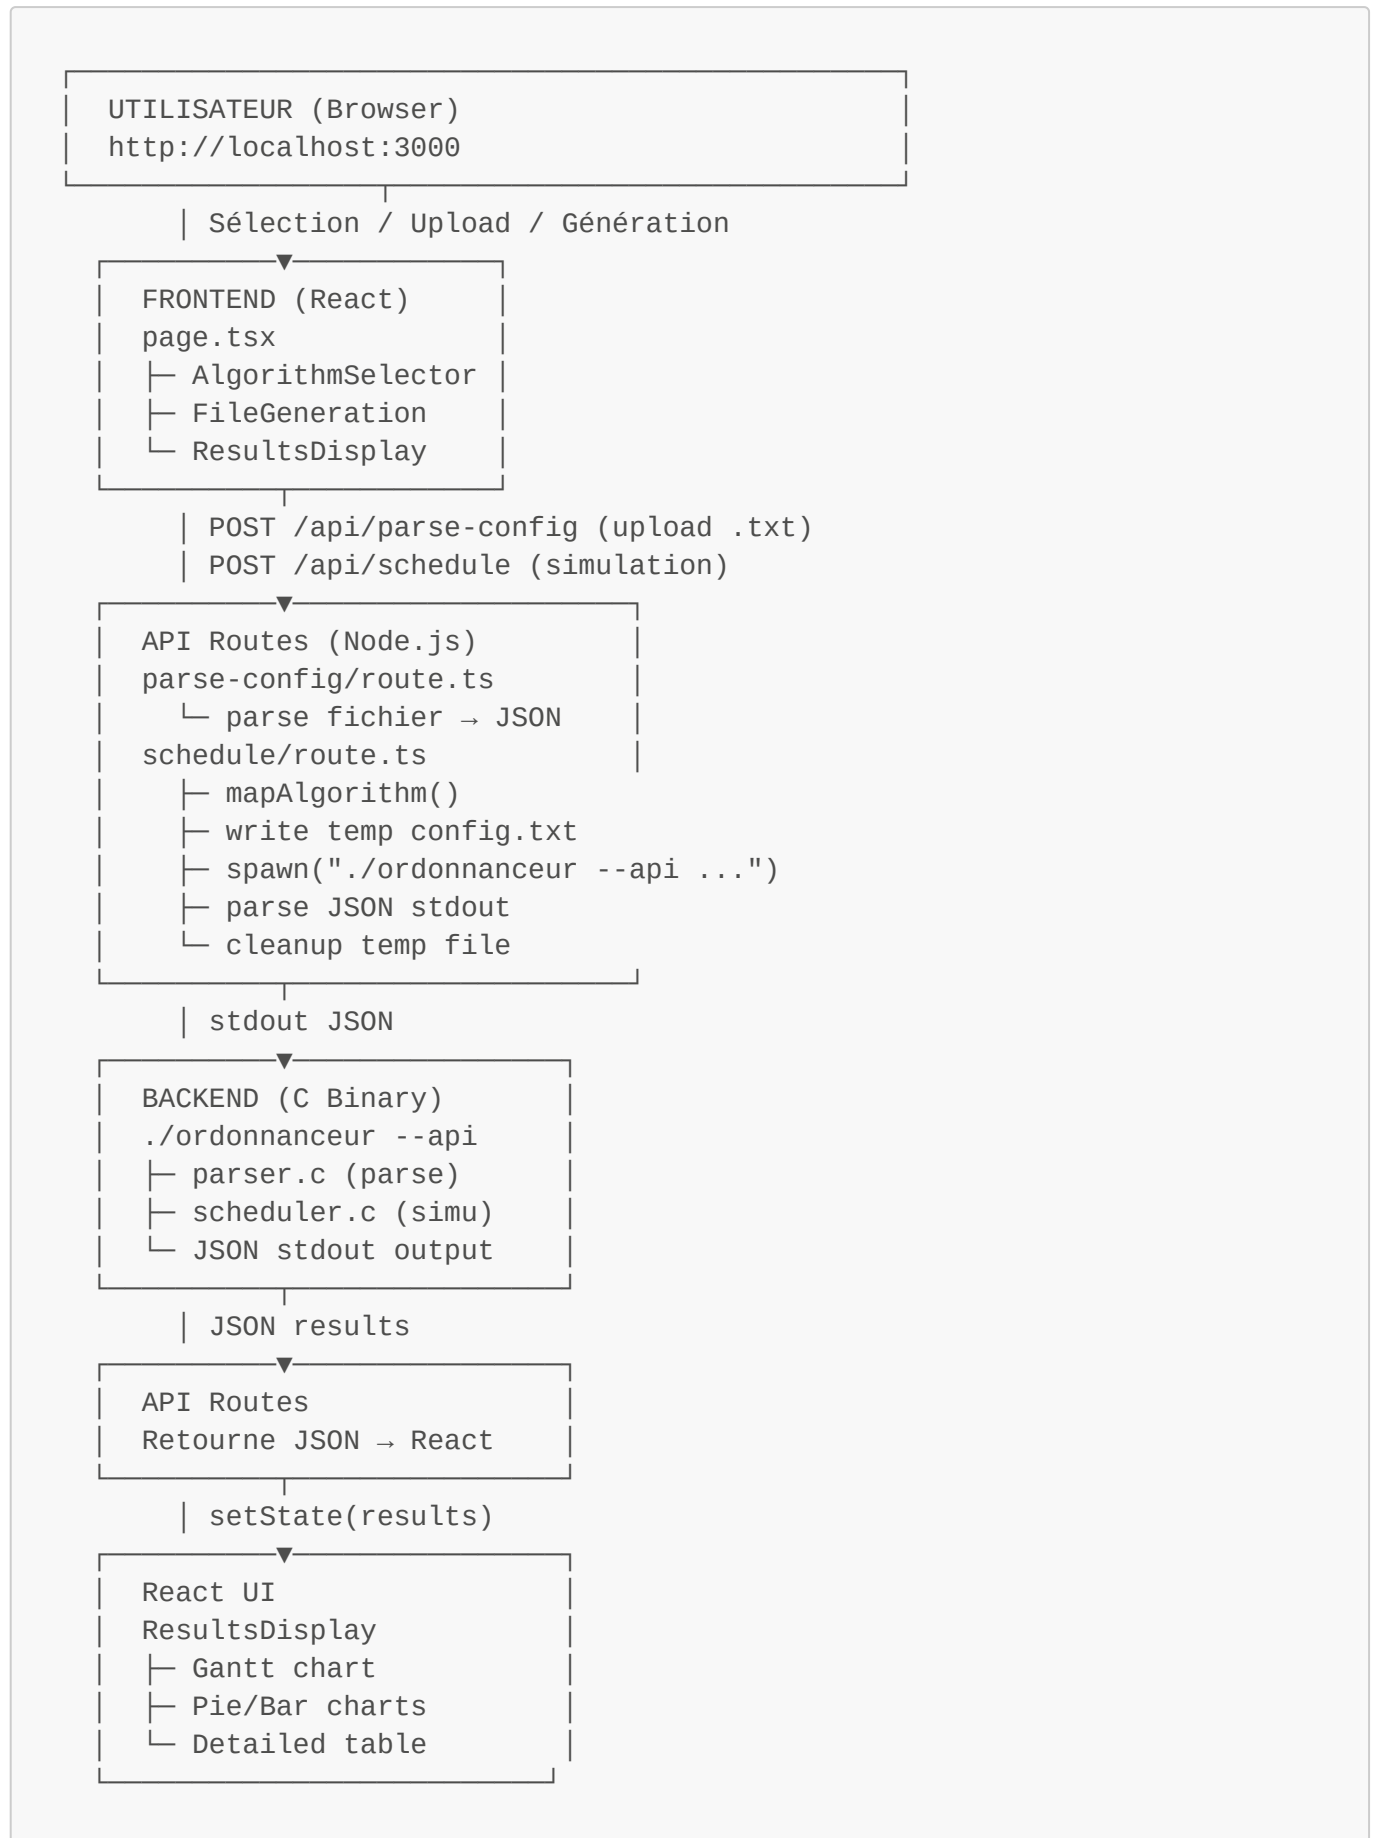 UTILISATEUR (Browser)
http://localhost:3000
│ Sélection / Upload / Génération
FRONTEND (React)
page.tsx
├─ AlgorithmSelector
├─ FileGeneration
└─ ResultsDisplay
│ POST /api/parse-config (upload .txt)
│ POST /api/schedule (simulation)
API Routes (Node.js)
parse-config/route.ts
└─ parse fichier → JSON
schedule/route.ts
├─ mapAlgorithm()
├─ write temp config.txt
├─ spawn("./ordonnanceur --api ...")
├─ parse JSON stdout
└─ cleanup temp file
│ stdout JSON
BACKEND (C Binary)
./ordonnanceur --api
├─ parser.c (parse)
├─ scheduler.c (simu)
└─ JSON stdout output
│ JSON results
API Routes
Retourne JSON → React
│ setState(results)
React UI
ResultsDisplay
├─ Gantt chart
├─ Pie/Bar charts
└─ Detailed table